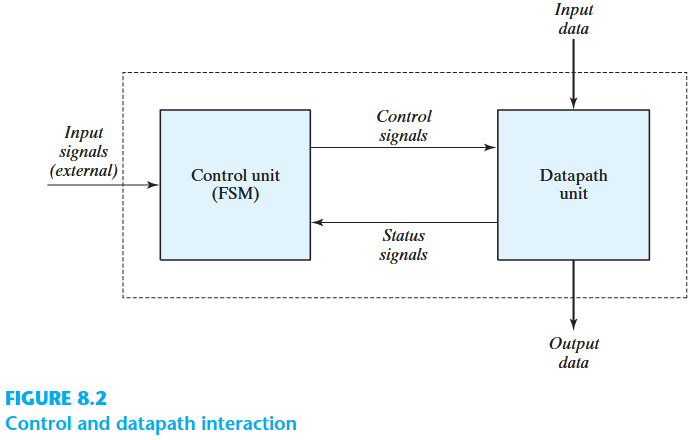 Input
data
Control
signals
Input
signals
(external)
Control unit
(FSM)
Datapath
unit
Status
signals
Output
data
FIGURE 8.2
Control and datapath interaction